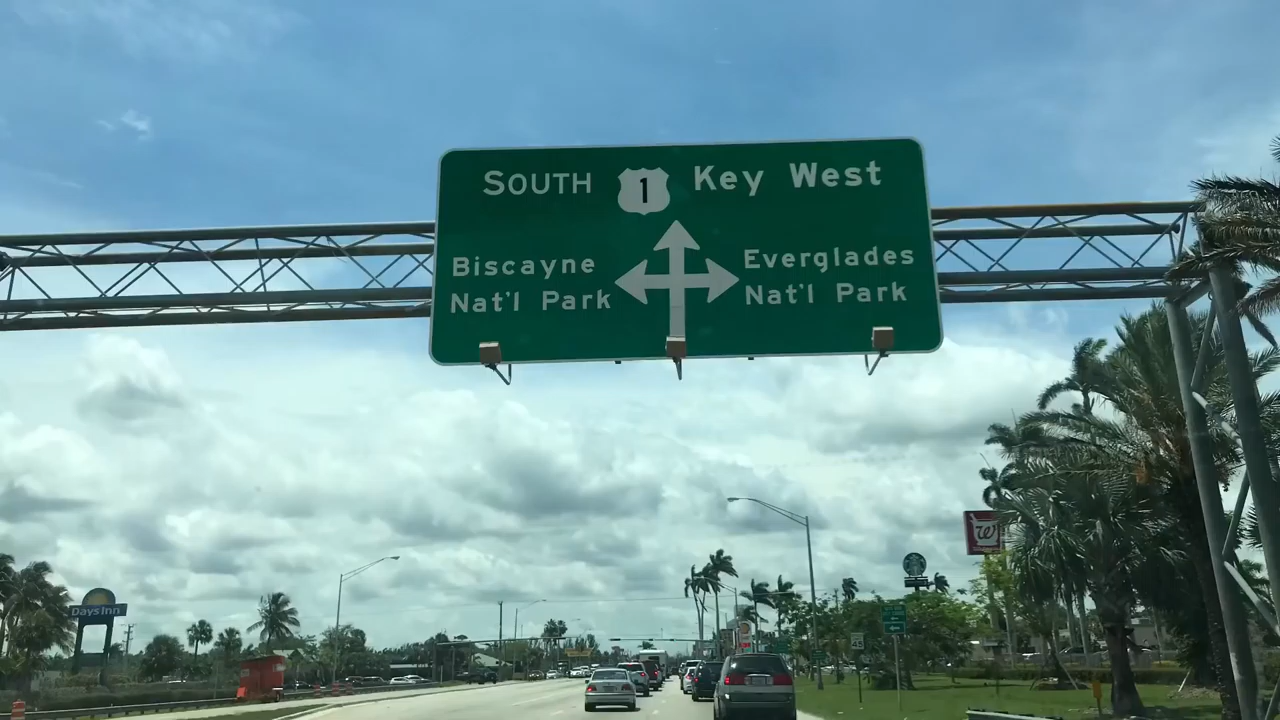 SOUTH 1 Key West
Biscayne
Nat'l Park
Everglades
Nat'l Park
Days Inn
W